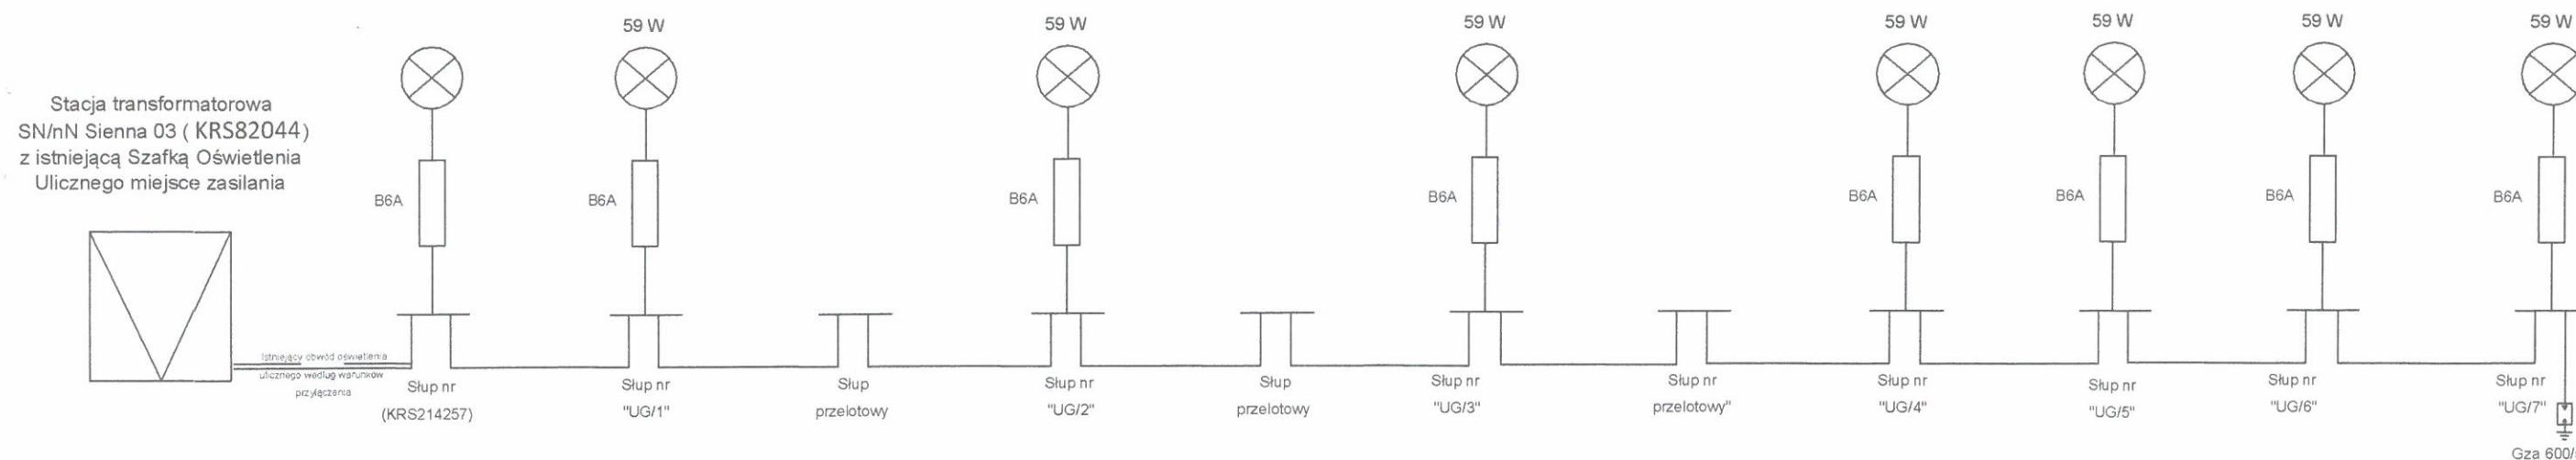 59 W
59 W
59 W
59 W
59 W
59 W
59 W
Stacja transformatorowa
SN/nN Sienna 03 ( KRS82044)
z istniejącą Szafką Oświetlenia
Ulicznego miejsce zasilania
B6A
B6A
B6A
B6A
B6A
B6A
B6A
B6A
Istniejący obwód oświetlenia
ulicznego według warunków
przyłączenia
Słup nr
(KRS214257)
Słup nr
"UG/1"
Słup
przelotowy
Słup nr
"UG/2"
Słup
przelotowy
Słup nr
"UG/3"
Słup nr
przelotowy"
Słup nr
"UG/4"
Słup nr
"UG/5"
Słup nr
"UG/6"
Słup nr
"UG/7"
Gza 600/